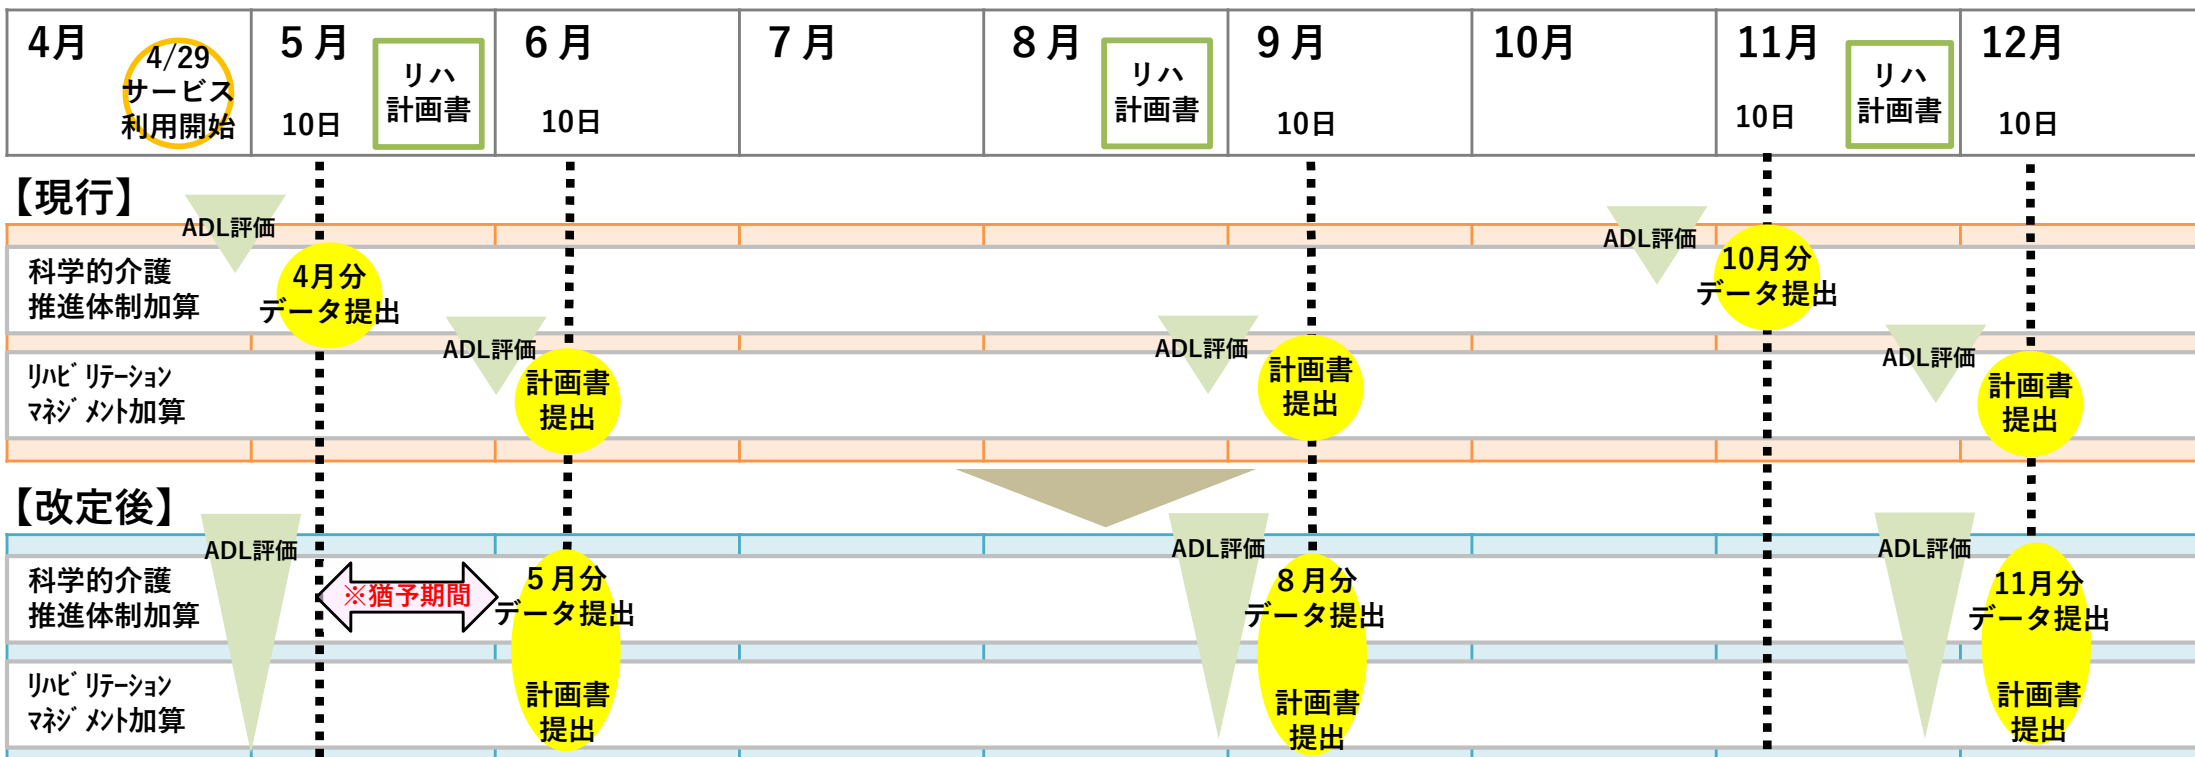 4月
4/29
サービス
利用開始
５月
10日
リハ
計画書
６月
10日
７月
８月
リハ
計画書
９月
10日
10月
11月
10日
リハ
計画書
12月
10日
【現行】
ADL評価
ADL評価
科学的介護
推進体制加算
4月分
データ提出
10月分
データ提出
ADL評価
ADL評価
ADL評価
ﾘﾊﾋﾞﾘﾃｰｼｮﾝ
ﾏﾈｼﾞﾒﾝﾄ加算
計画書
提出
計画書
提出
計画書
提出
【改定後】
ADL評価
ADL評価
ADL評価
科学的介護
推進体制加算
※猶予期間
５月分
データ提出
８月分
データ提出
11月分
データ提出
ﾘﾊﾋﾞﾘﾃｰｼｮﾝ
ﾏﾈｼﾞﾒﾝﾄ加算
計画書
提出
計画書
提出
計画書
提出